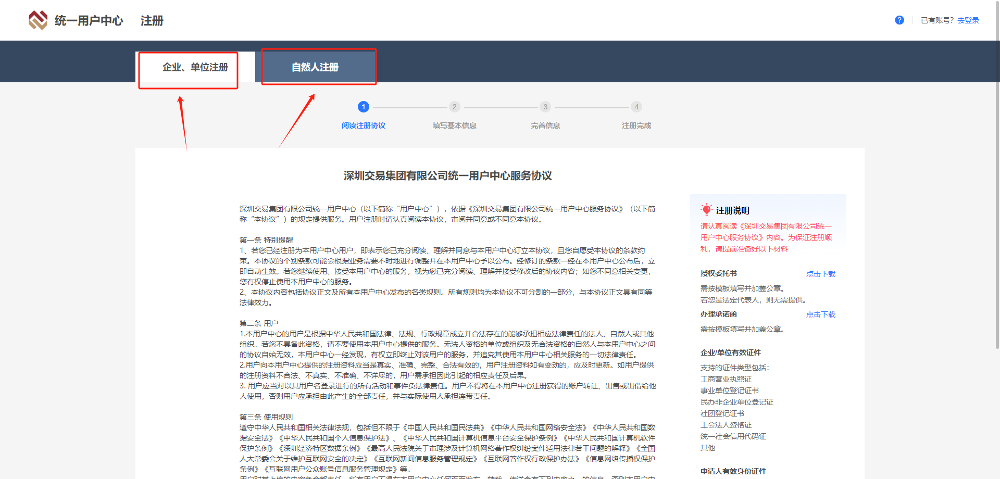 统一用户中心 注册
? 已有账号？去登录
企业、单位注册 自然人注册
1 2 3 4
阅读注册协议 填写基本信息 完善信息 注册完成
深圳交易集团有限公司统一用户中心服务协议
深圳交易集团有限公司统一用户中心（以下简称“用户中心”），依据《深圳交易集团有限公司统一用户中心服务协议》（以下简
称“本协议”）的规定提供服务。用户注册时请认真阅读本协议，审阅并同意或不同意本协议。
第一条 特别提醒
1、若您已经注册为本用户中心用户，即表示您已充分阅读、理解并同意与本用户中心订立本协议，且您自愿受本协议的条款约
束。本协议的个别条款可能会根据业务需要不时地进行调整并在本用户中心予以公布。经修订的条款一经在本用户中心公布后，立
即自动生效。若您继续使用、接受本用户中心的服务，视为您已充分阅读、理解并接受修改后的协议内容；如您不同意相关变更，
您有权停止使用本用户中心的服务。
2、本协议内容包括协议正文及所有本用户中心发布的各类规则。所有规则均为本协议不可分割的一部分，与本协议正文具有同等
法律效力。
第二条 用户
1.本用户中心的用户是根据中华人民共和国法律、法规、行政规章成立并合法存在的能够承担相应法律责任的法人、自然人或其他
组织。若您不具备此资格，请不要使用本用户中心提供的服务。无法人资格的单位或组织及无合法资格的自然人与本用户中心之间
的协议自始无效，本用户中心一经发现，有权立即终止对该用户的服务，并追究其使用本用户中心相关服务的一切法律责任。
2.用户向本用户中心提供的注册资料应当是真实、准确、完整、合法有效的，用户注册资料如有变动的，应及时更新。如用户提供
的注册资料不合法、不真实、不准确、不详尽的，用户需承担因此引起的相应责任及后果。
3. 用户应当对以其用户名登录进行的所有活动和事件负法律责任。用户不得将在本用户中心注册获得的账户转让、出售或出借给他
人使用，否则用户应承担由此产生的全部责任，并与实际使用人承担连带责任。
第三条 使用规则
遵守中华人民共和国相关法律法规，包括但不限于《中国人民共和国民法典》《中华人民共和国网络安全法》《中华人民共和国数
据安全法》《中华人民共和国个人信息保护法》、《中华人民共和国计算机信息平台安全保护条例》《中华人民共和国计算机软件
保护条例》《深圳经济特区数据条例》《最高人民法院关于审理涉及计算机网络著作权纠纷案件适用法律若干问题的解释》《全国
人大常委会关于维护互联网安全的决定》《互联网新闻信息服务管理规定》《互联网著作权行政保护办法》《信息网络传播权保护
条例》《互联网用户公众账号信息服务管理规定》等。
注册说明
请认真阅读《深圳交易集团有限公司统一
用户中心服务协议》内容。为保证注册顺
利，请提前准备好以下材料
授权委托书 点击下载
需按模板填写并加盖公章。
若您是法定代表人，则无需提供。
办理承诺函 点击下载
需按模板填写并加盖公章。
企业/单位有效证件
支持的证件类型包括：
工商营业执照证
事业单位登记证书
民办非企业单位登记证
社团登记证书
工会法人资格证
统一社会信用代码证
其他
申请人有效身份证件